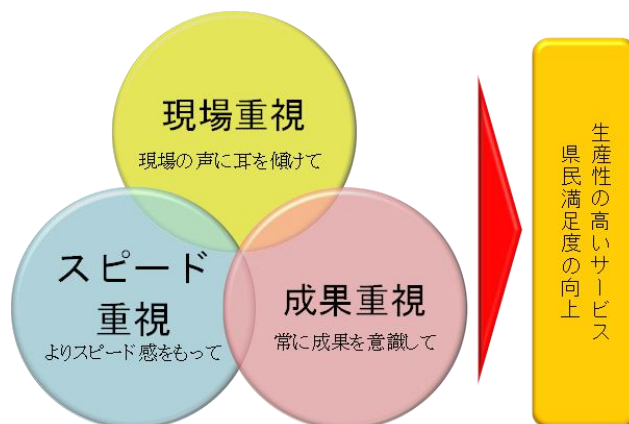 現場重視
現場の声に耳を傾けて
スピード
重視
よりスピード感をもって
成果重視
常に成果を意識して
生産性の高いサービス
県民満足度の向上